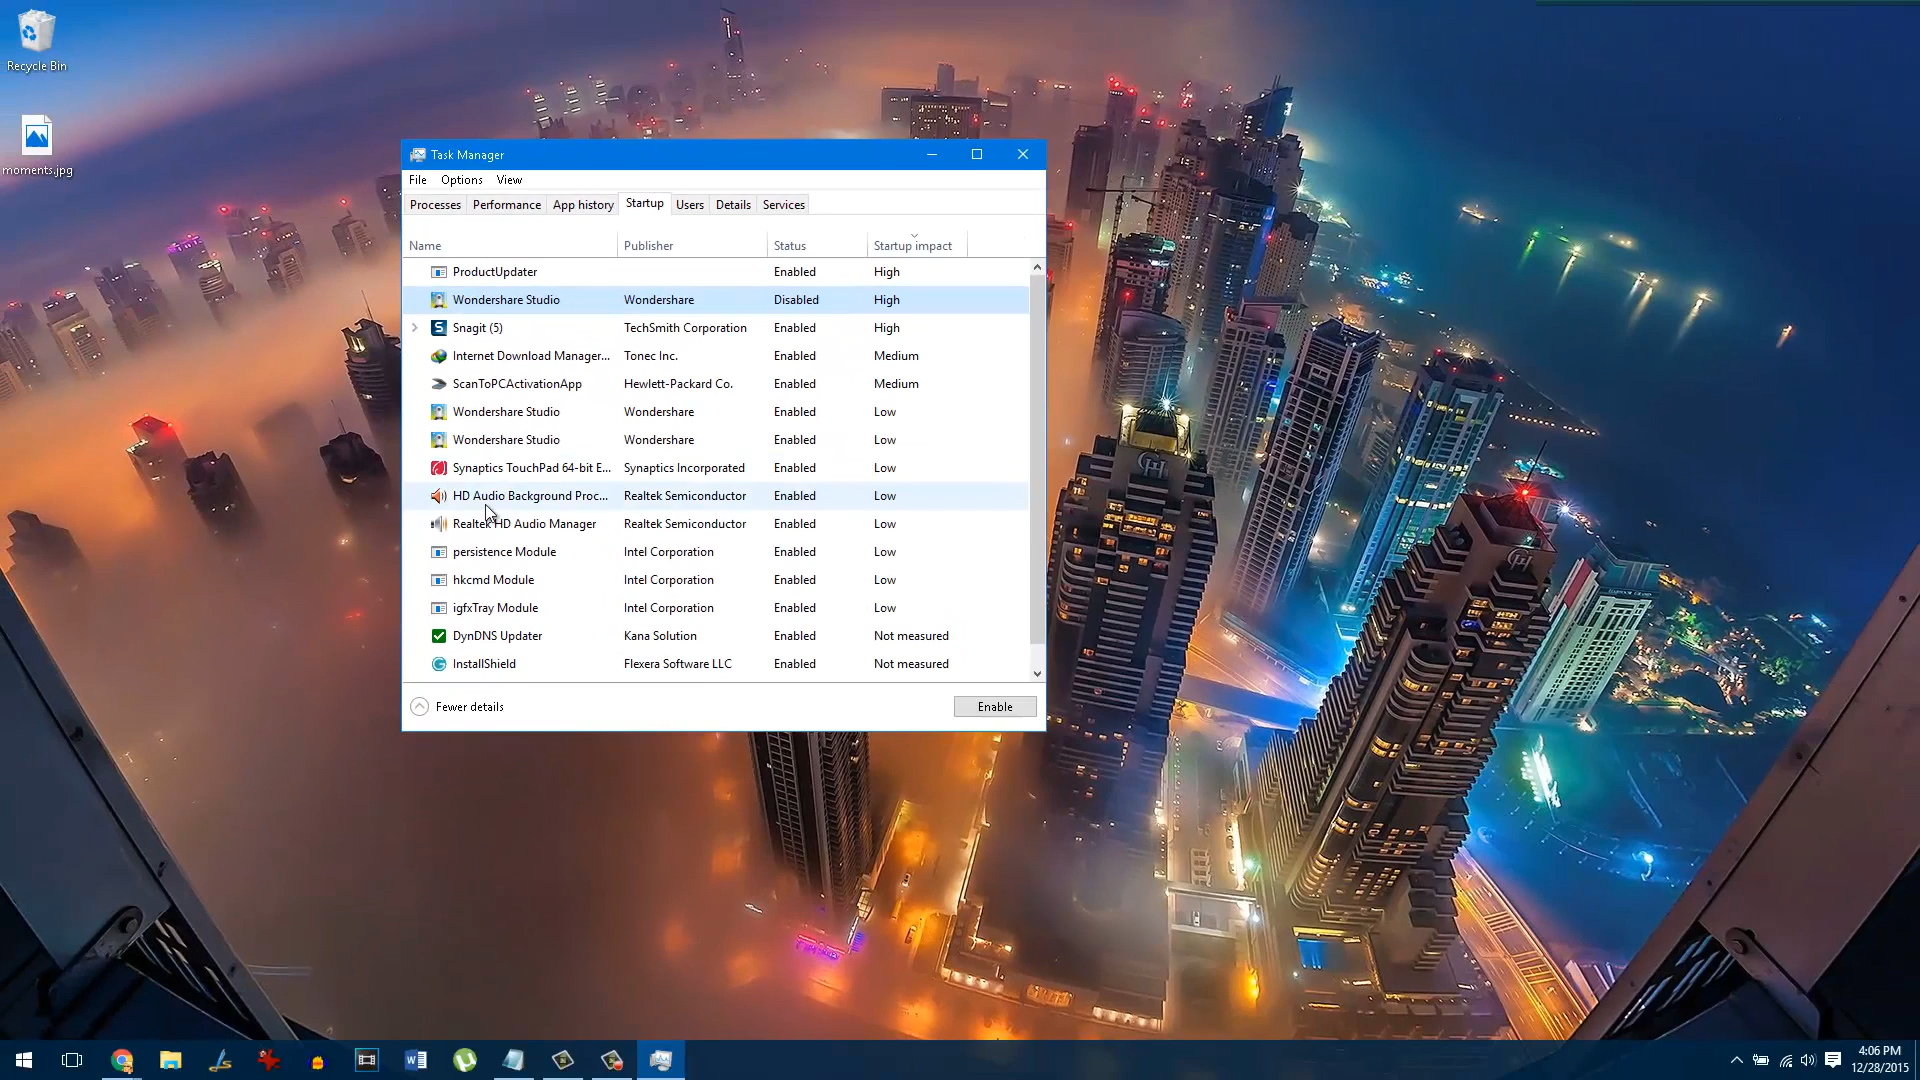 Recycle Bin
moments.jpg
Task Manager
File Options View
Processes Performance App history Startup Users Details Services
Name Publisher Status Startup impact
ProductUpdater Enabled High
Wondershare Studio Wondershare Disabled High
Snagit (5) TechSmith Corporation Enabled High
Internet Download Manager... Tonec Inc. Enabled Medium
ScanToPCActivationApp Hewlett-Packard Co. Enabled Medium
Wondershare Studio Wondershare Enabled Low
Wondershare Studio Wondershare Enabled Low
Synaptics TouchPad 64-bit E... Synaptics Incorporated Enabled Low
HD Audio Background Proc... Realtek Semiconductor Enabled Low
Realtek HD Audio Manager Realtek Semiconductor Enabled Low
persistence Module Intel Corporation Enabled Low
hkcmd Module Intel Corporation Enabled Low
igfxTray Module Intel Corporation Enabled Low
DynDNS Updater Kana Solution Enabled Not measured
InstallShield Flexera Software LLC Enabled Not measured
Fewer details Enable
4:06 PM
12/28/2015